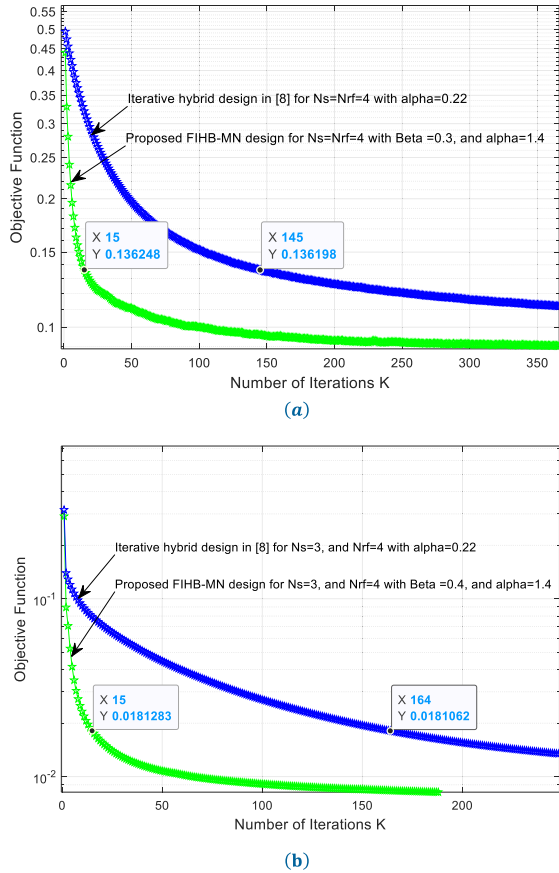 0.55
0.5
0.45
0.4
0.35
0.3
0.25
0.2
0.15
0.1
Objective Function
Iterative hybrid design in [8] for Ns=Nrf=4 with alpha=0.22
Proposed FIHB-MN design for Ns=Nrf=4 with Beta =0.3, and alpha=1.4
X 15
Y 0.136248
X 145
Y 0.136198
0 50 100 150 200 250 300 350
Number of Iterations K
(a)
10-1
10-2
Objective Function
Iterative hybrid design in [8] for Ns=3, and Nrf=4 with alpha=0.22
Proposed FIHB-MN design for Ns=3, and Nrf=4 with Beta =0.4, and alpha=1.4
X 15
Y 0.0181283
X 164
Y 0.0181062
0 50 100 150 200
Number of Iterations K
(b)